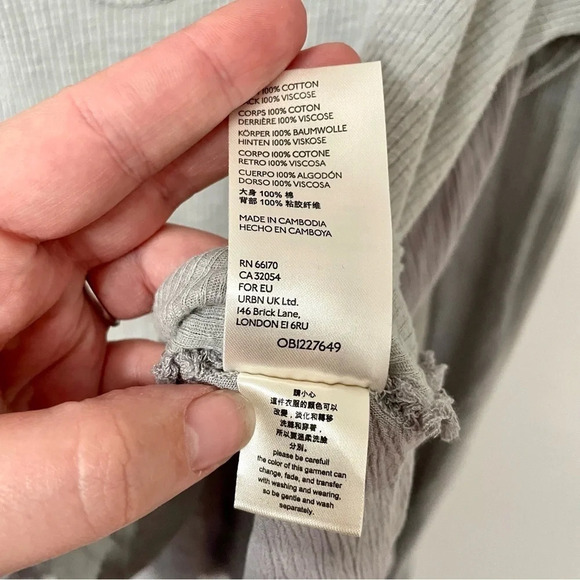 100% COTTON
100% VISCOSE
CORPS 100% COTON
DERRIÈRE 100% VISCOSE
KÖRPER 100% BAUMWOLLE
HINTEN 100% VISKOSE
CORPO 100% COTONE
RETRO 100% VISCOSA
CUERPO 100% ALGODÓN
DORSO 100% VISCOSA
大身 100% 棉
背部 100% 粘胶纤维
MADE IN CAMBODIA
HECHO EN CAMBOYA
RN 66170
CA 32054
FOR EU
URBN UK Ltd.
146 Brick Lane,
LONDON E1 6RU
OB1227649
請小心
這件衣服的顏色可以
改變，淡化和轉移
洗滌和穿著，
所以要溫柔洗臉
分別。
please be careful!
the color of this garment can
change, fade, and transfer
with washing and wearing,
so be gentle and wash
separately.